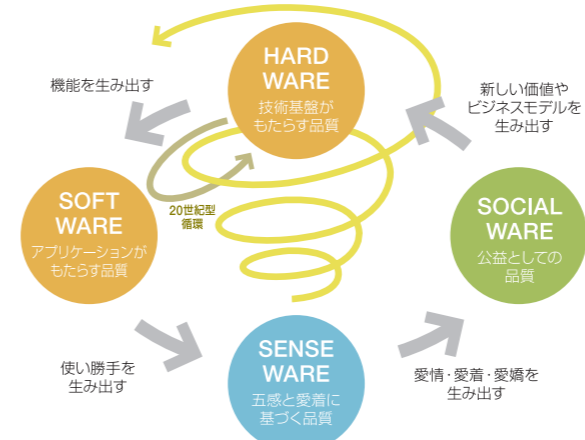 HARD
WARE
技術基盤が
もたらす品質
機能を生み出す
新しい価値や
ビジネスモデルを
生み出す
SOFT
WARE
アプリケーションが
もたらす品質
20世紀型
循環
SOCIAL
WARE
公益としての
品質
使い勝手を
生み出す
SENSE
WARE
五感と愛着に
基づく品質
愛情・愛着・愛嬌を
生み出す